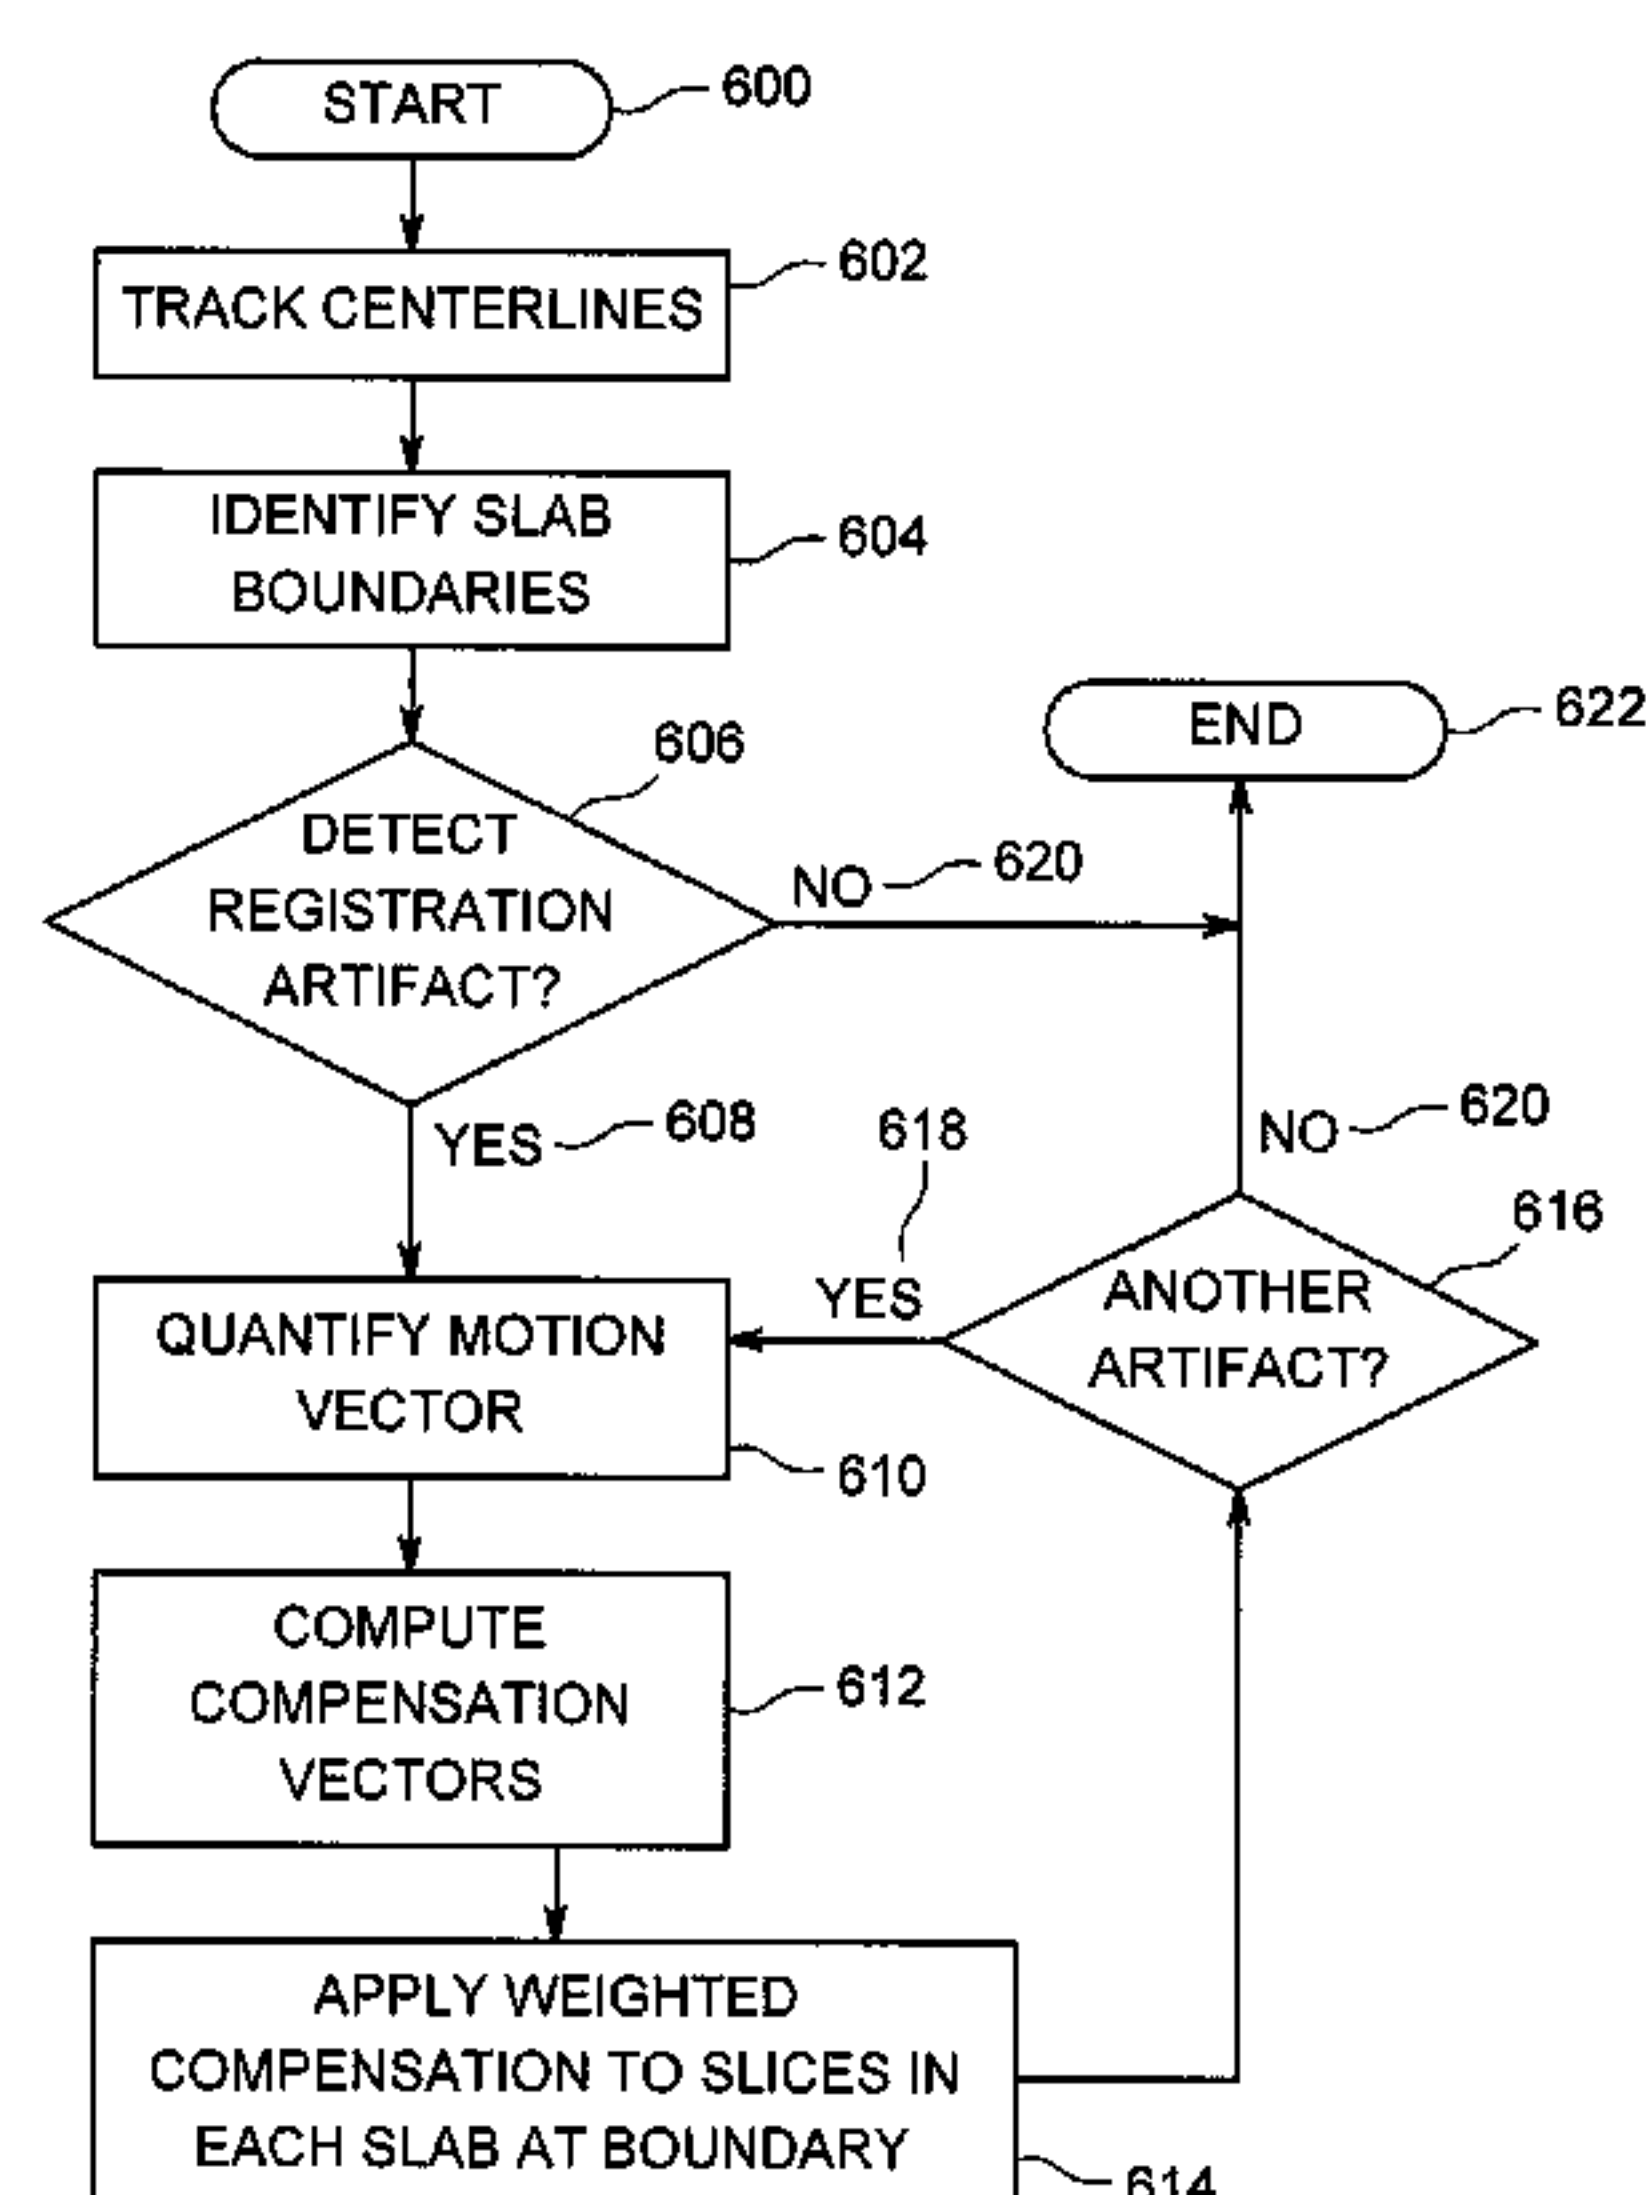 START
600
TRACK CENTERLINES
602
IDENTIFY SLAB
BOUNDARIES
604
END
622
606
DETECT
REGISTRATION
ARTIFACT?
NO
620
YES
608
618
YES
NO
620
616
ANOTHER
ARTIFACT?
QUANTIFY MOTION
VECTOR
610
COMPUTE
COMPENSATION
VECTORS
612
APPLY WEIGHTED
COMPENSATION TO SLICES IN
EACH SLAB AT BOUNDARY
614